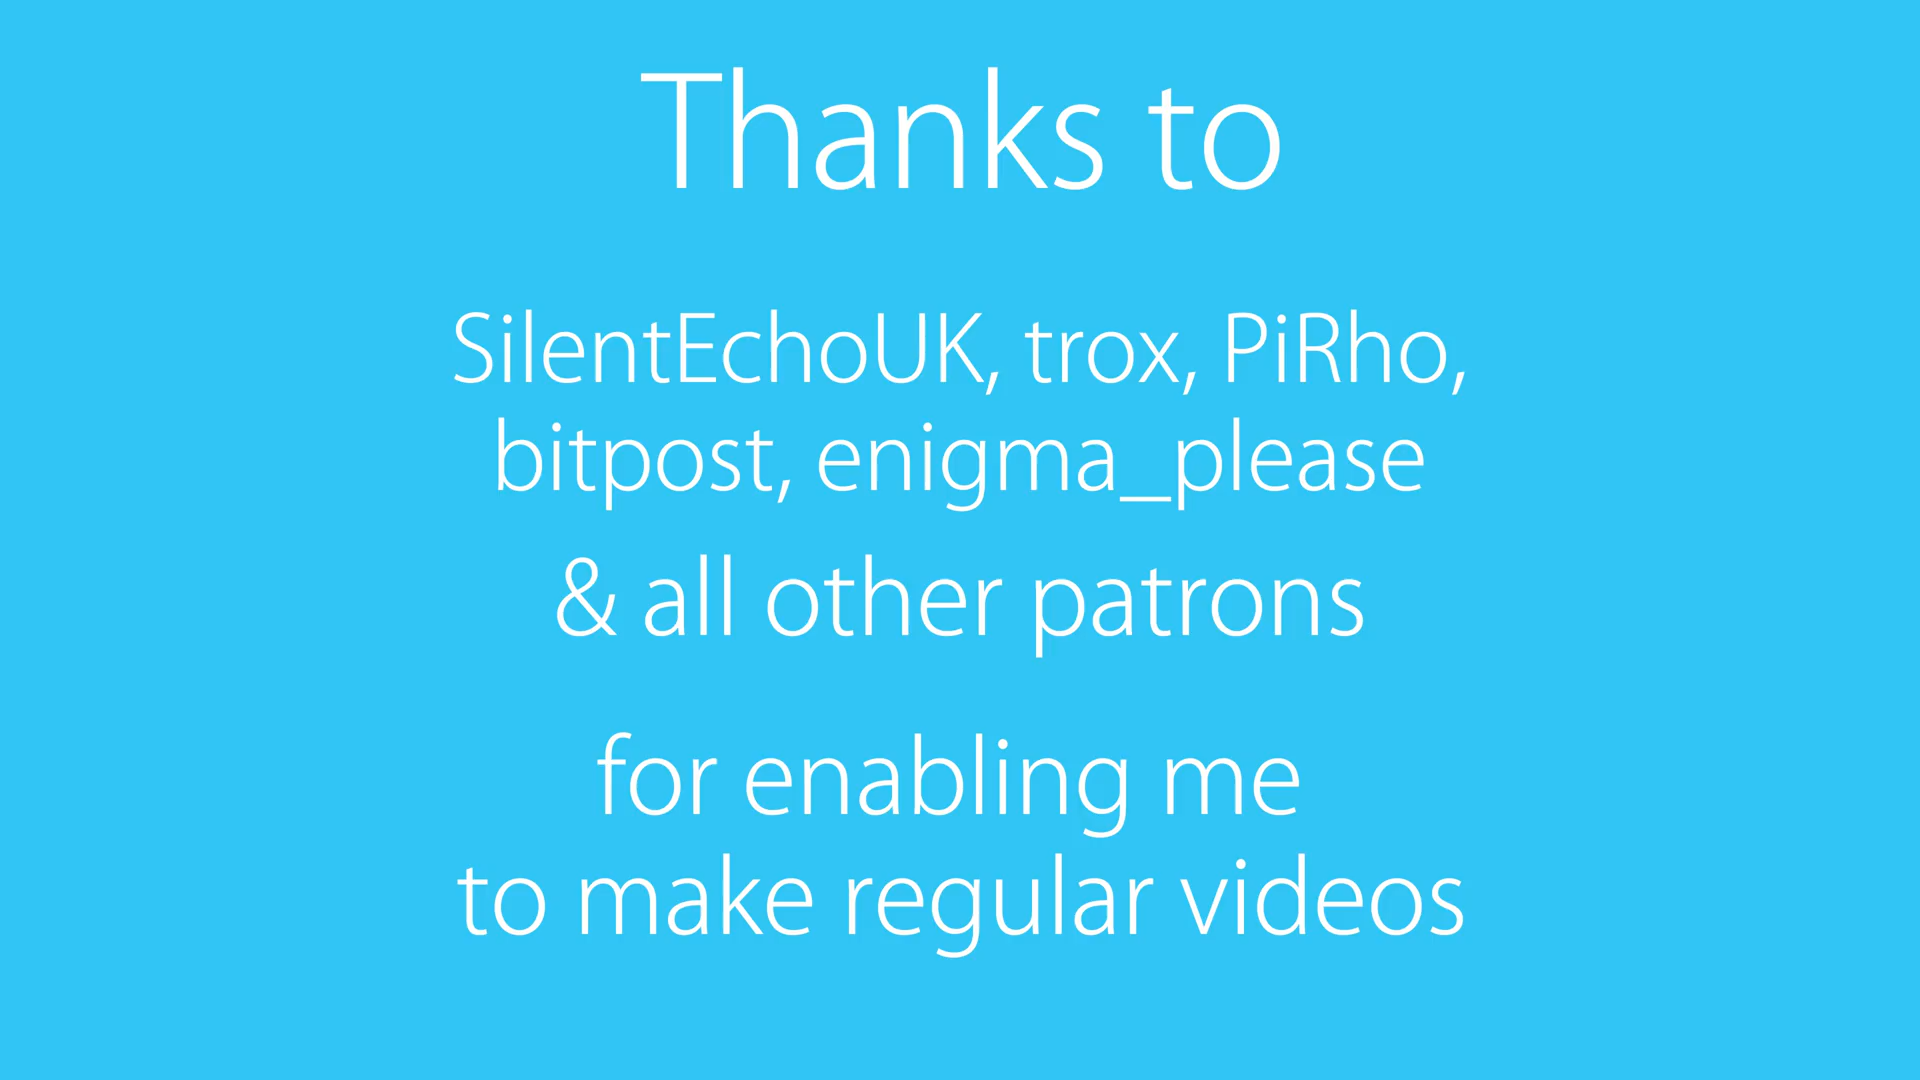 Thanks to
SilentEchoUK, trox, PiRho,
bitpost, enigma_please
& all other patrons
for enabling me
to make regular videos